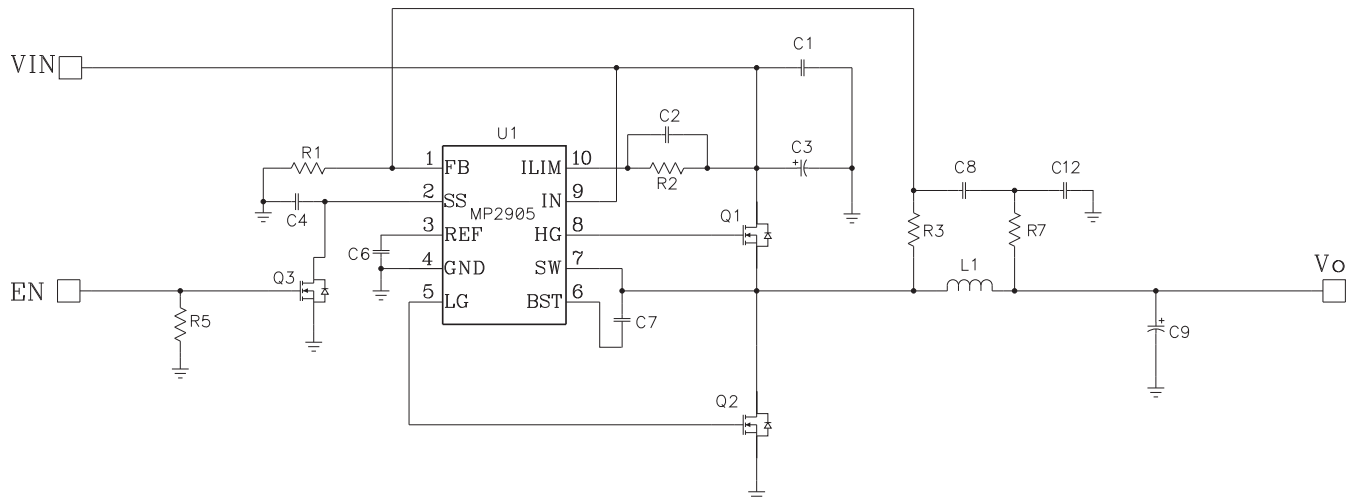 VIN
C1
U1
C2
R1
1 FB ILIM 10
C3
R2
2 SS IN 9
C8
C12
MP2905
C4
Q1
3 REF HG 8
R3
R7
C6
4 GND SW 7
L1
Vo
Q3
EN
5 LG BST 6
R5
C7
C9
Q2